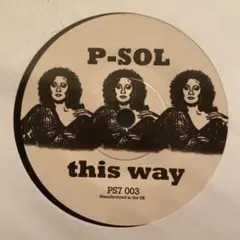 P-SOL
this way
PS7 003
Manufactured in the UK